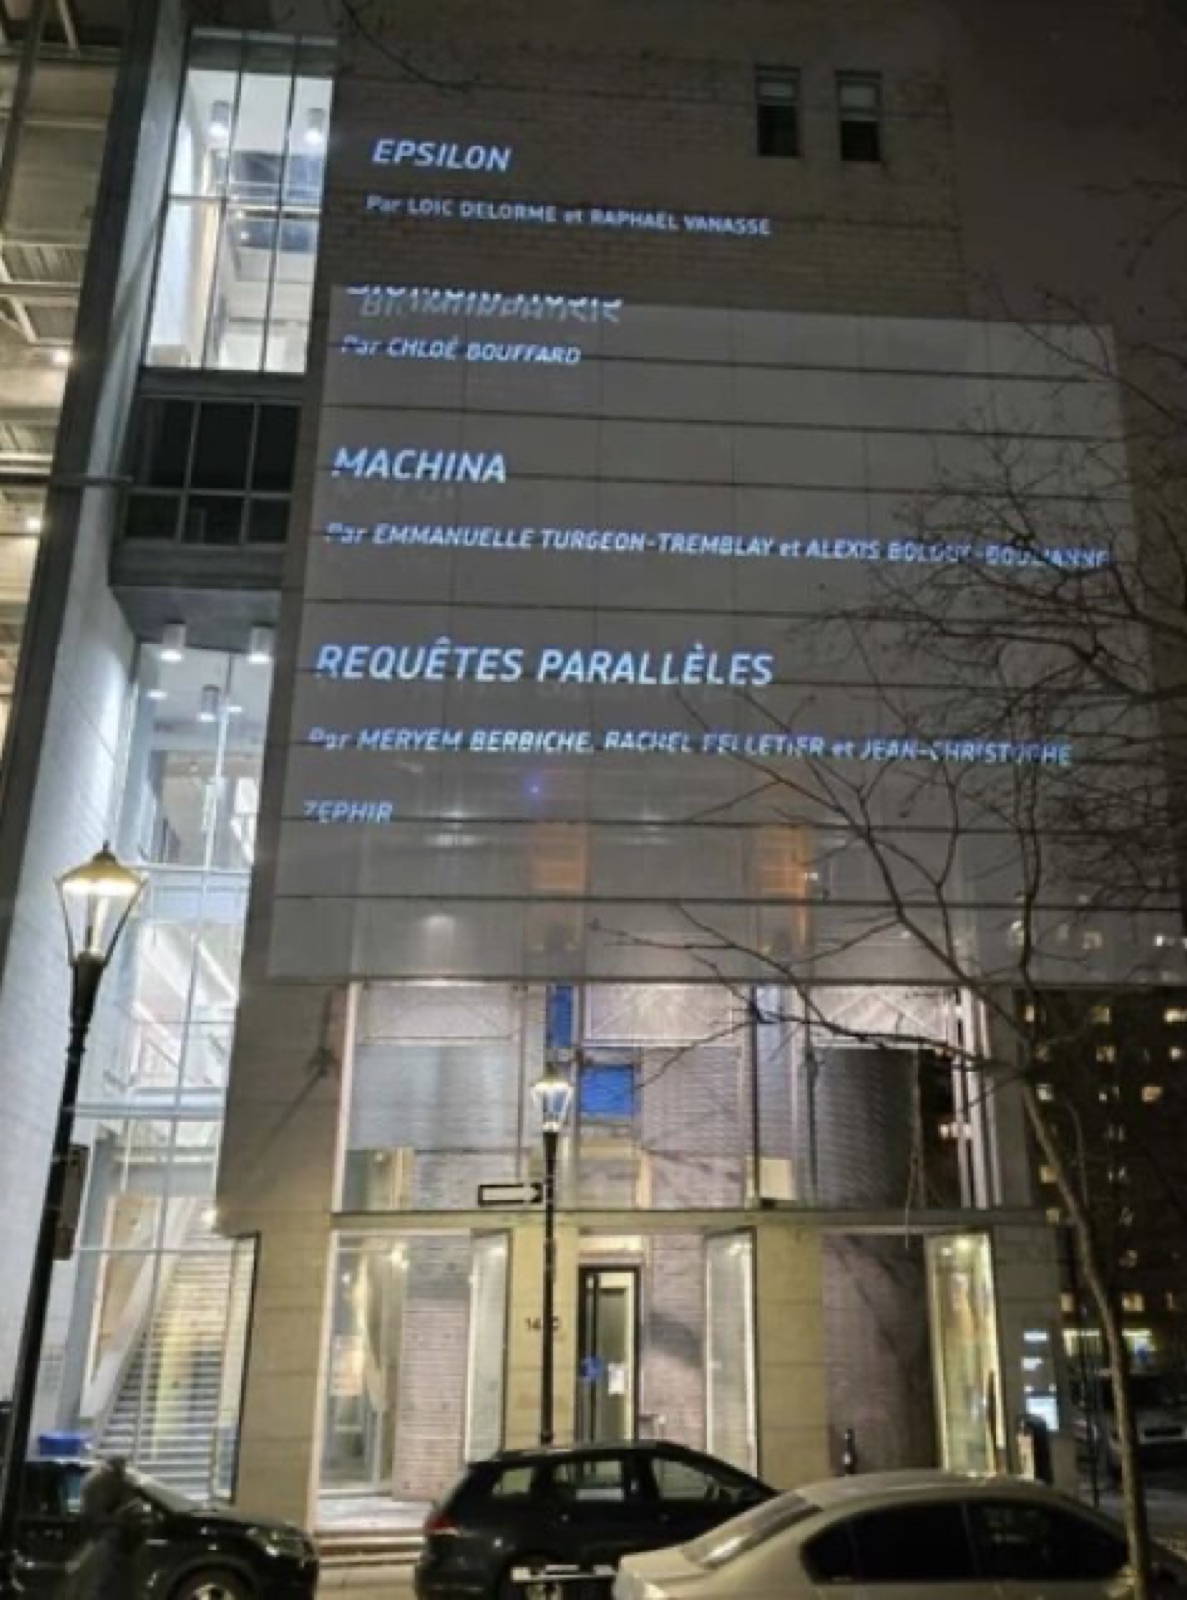 EPSILON
Par LOIC DELORME et RAPHAËL VANASSE
Par CHLOÉ BOUFFARD
MACHINA
Par EMMANUELLE TURGEON-TREMBLAY et ALEXIS
REQUÊTES PARALLÈLES
Par MERYEM BERBICHE, RACHEL PELLETIER et JEAN-CHRISTOPHE
ZEPHIR